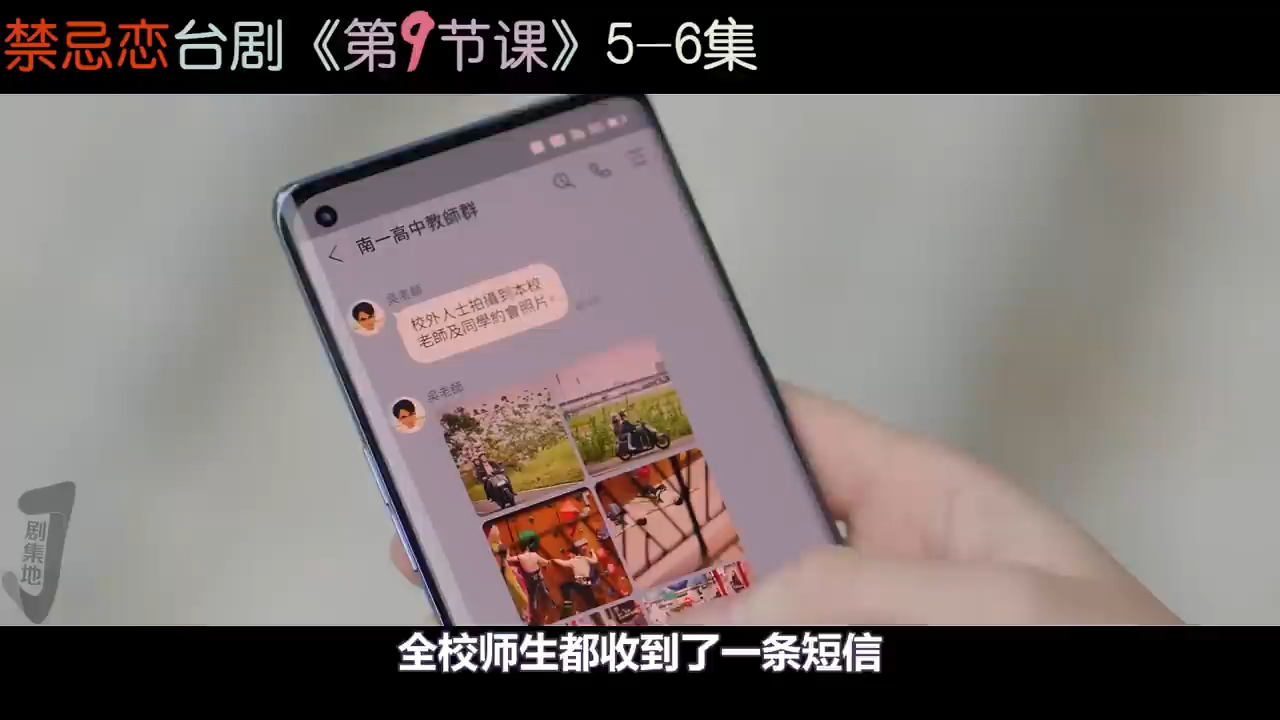 禁忌恋台剧《第9节课》5-6集
南一高中教師群
吳老師
校外人士拍攝到本校
老師及同學約會照片。
吳老師
剧集地
全校师生都收到了一条短信